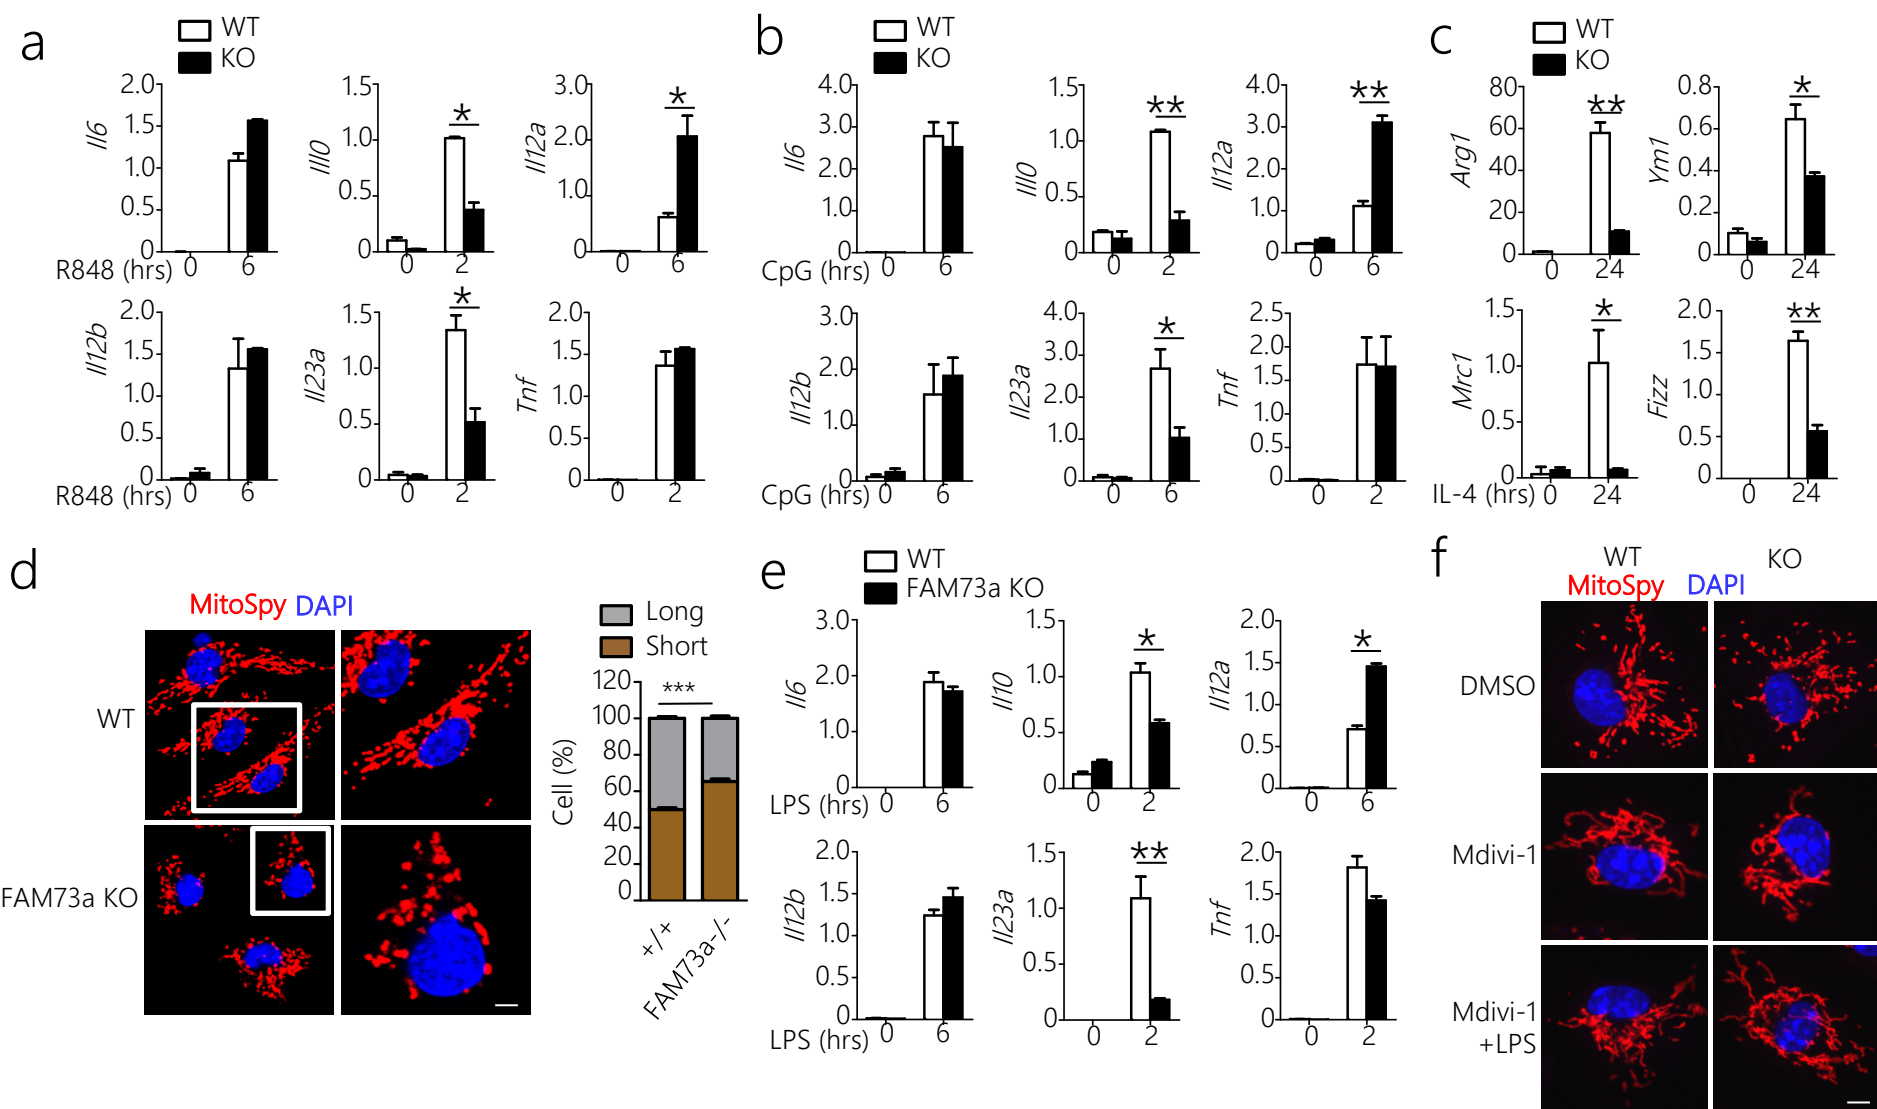 a
WT
KO
Il6
2.0
1.5
1.0
0.5
0
R848 (hrs) 0 6
Il10
1.5
1.0
0.5
0
0 2
*
Il12a
3.0
2.0
1.0
0
0 6
*
Il12b
2.0
1.5
1.0
0.5
0
R848 (hrs) 0 6
Il23a
1.5
1.0
0.5
0
0 2
*
Tnf
2.0
1.5
1.0
0.5
0
0 2
b
WT
KO
Il6
4.0
3.0
2.0
1.0
0
CpG (hrs) 0 6
Il10
1.5
1.0
0.5
0
0 2
**
Il12a
4.0
3.0
2.0
1.0
0
0 6
**
Il12b
3.0
2.0
1.0
0
CpG (hrs) 0 6
Il23a
4.0
3.0
2.0
1.0
0
0 6
*
Tnf
2.5
2.0
1.5
1.0
0.5
0
0 2
c
WT
KO
Arg1
80
60
40
20
0
0 24
**
Ym1
0.8
0.6
0.4
0.2
0
0 24
*
Mrc1
1.5
1.0
0.5
0
IL-4 (hrs) 0 24
*
Fizz
2.0
1.5
1.0
0.5
0
0 24
**
d
MitoSpy DAPI
WT
FAM73a KO
Long
Short
Cell (%)
120
100
80
60
40
20
0
***
+/+
FAM73a-/-
e
WT
FAM73a KO
Il6
3.0
2.0
1.0
0
LPS (hrs) 0 6
Il10
1.5
1.0
0.5
0
0 2
*
Il12a
2.0
1.5
1.0
0.5
0
0 6
*
Il12b
2.0
1.5
1.0
0.5
0
LPS (hrs) 0 6
Il23a
1.5
1.0
0.5
0
0 2
**
Tnf
2.0
1.5
1.0
0.5
0
0 2
f
WT KO
MitoSpy DAPI
DMSO
Mdivi-1
Mdivi-1
+LPS